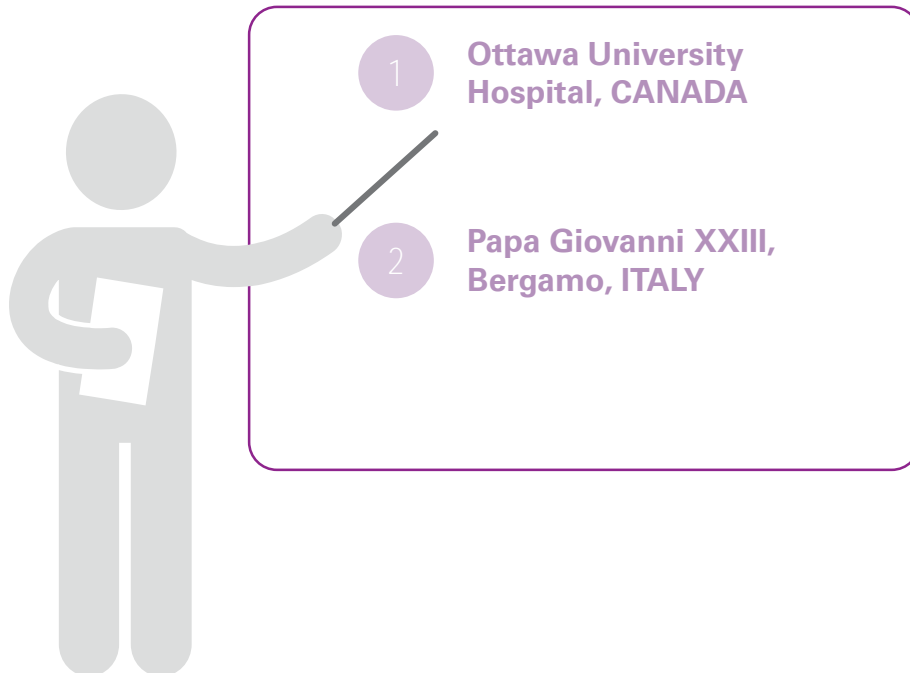 1
Ottawa University
Hospital, CANADA
2
Papa Giovanni XXIII,
Bergamo, ITALY